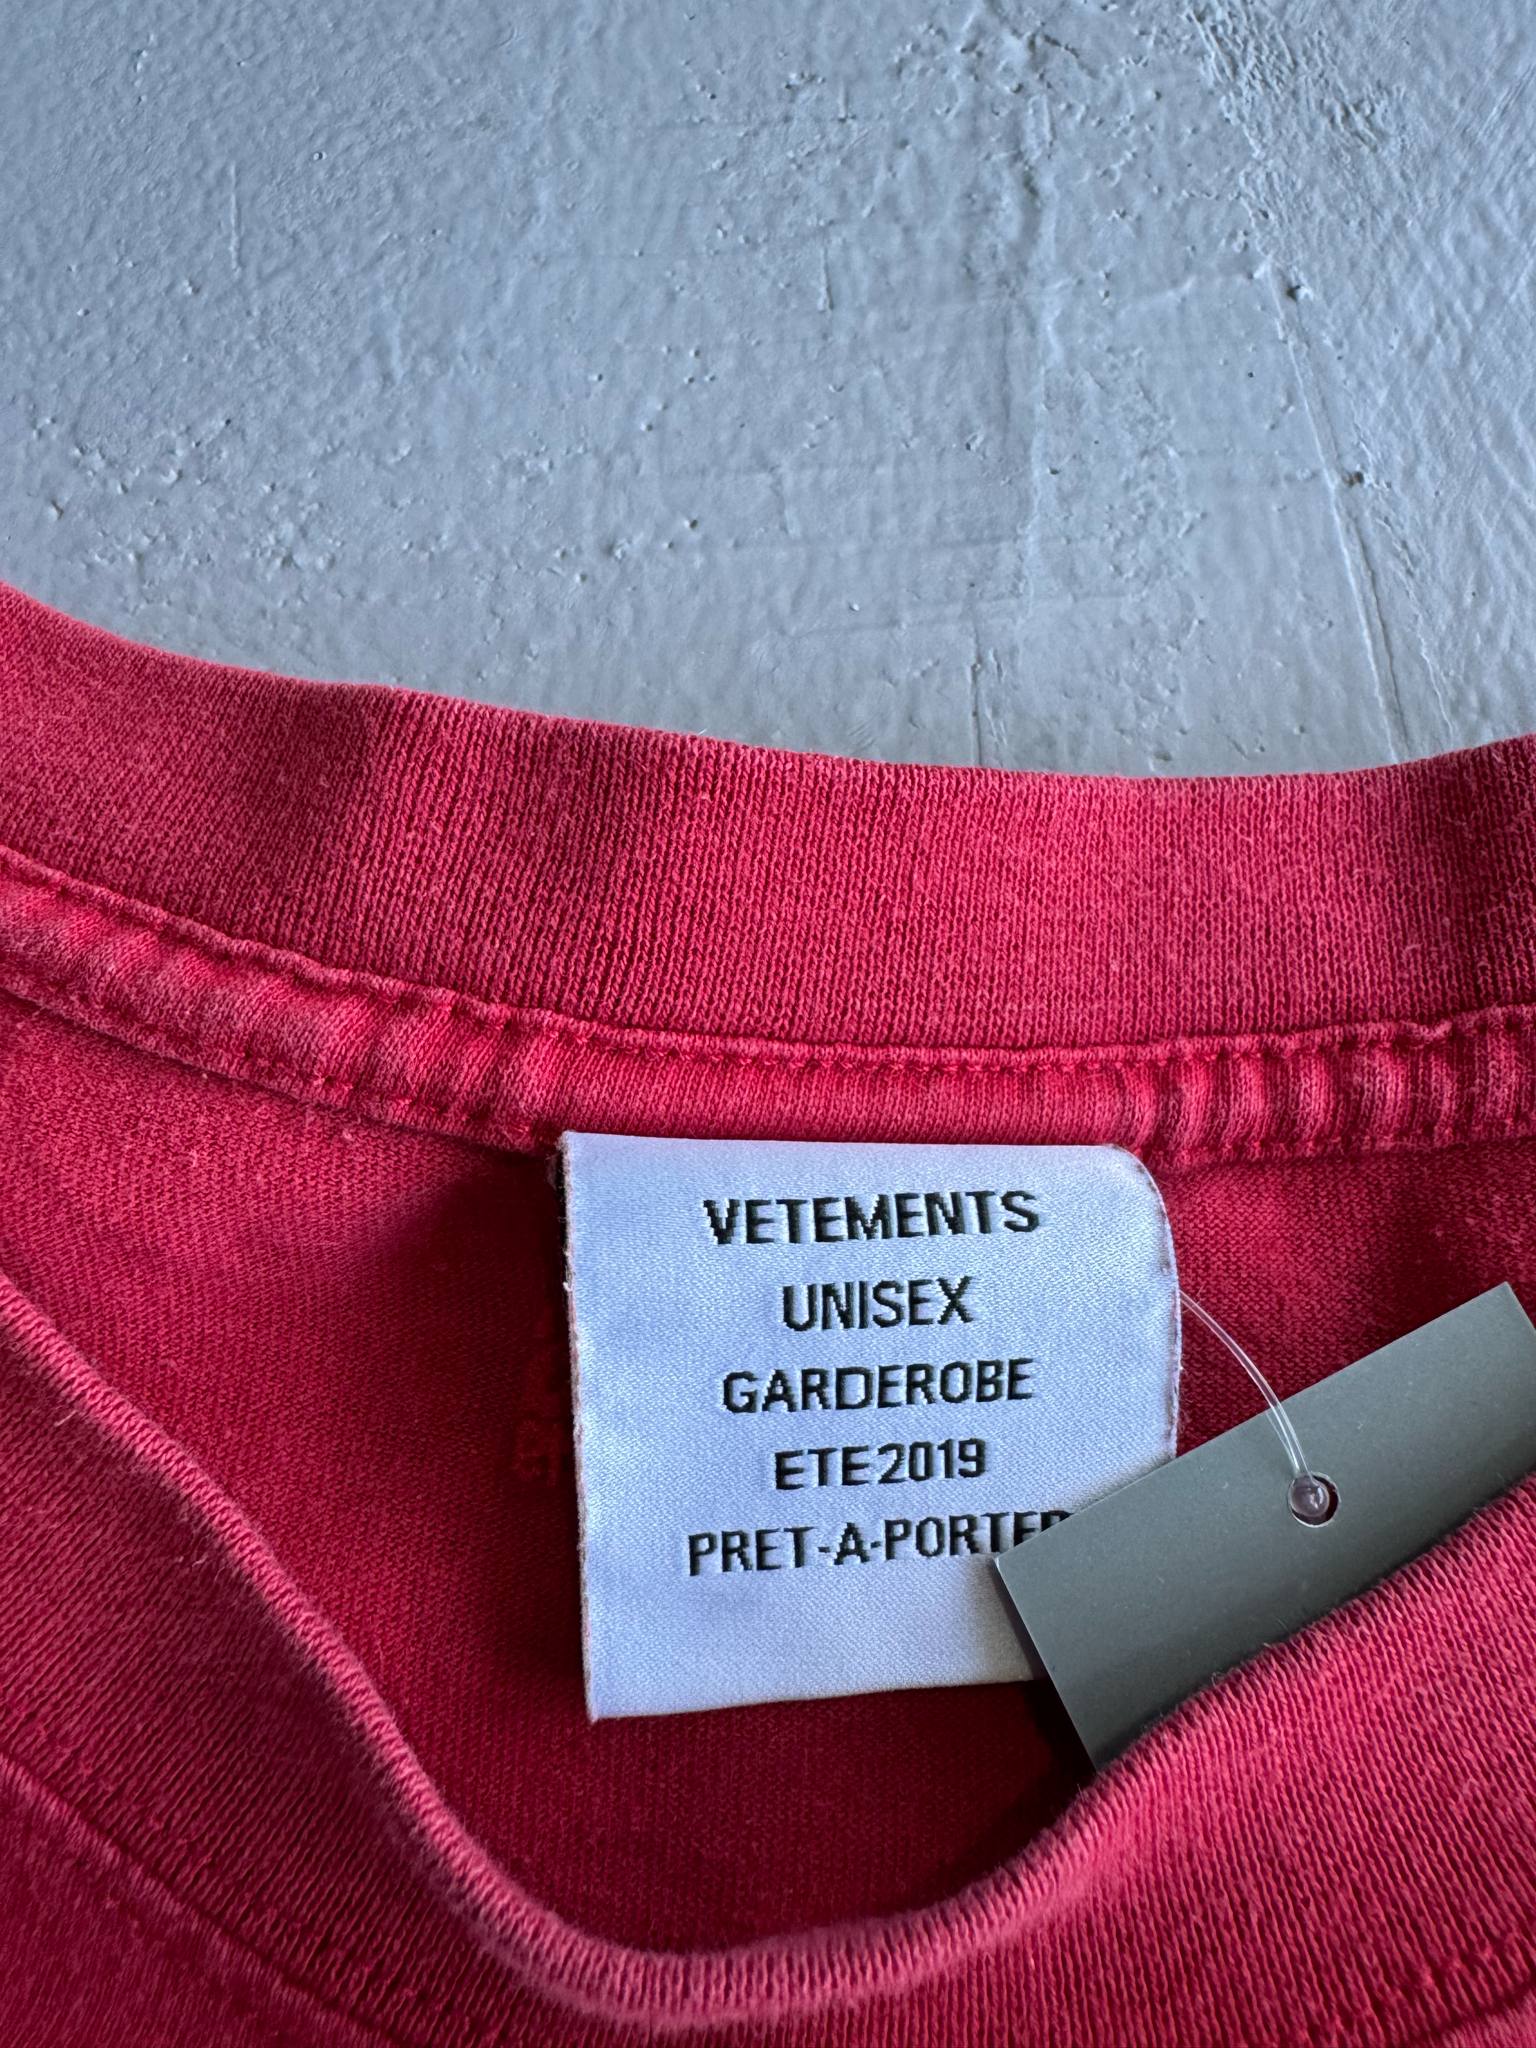 VETEMENTS
UNISEX
GARDEROBE
ETE2019
PRET-A-PORTER